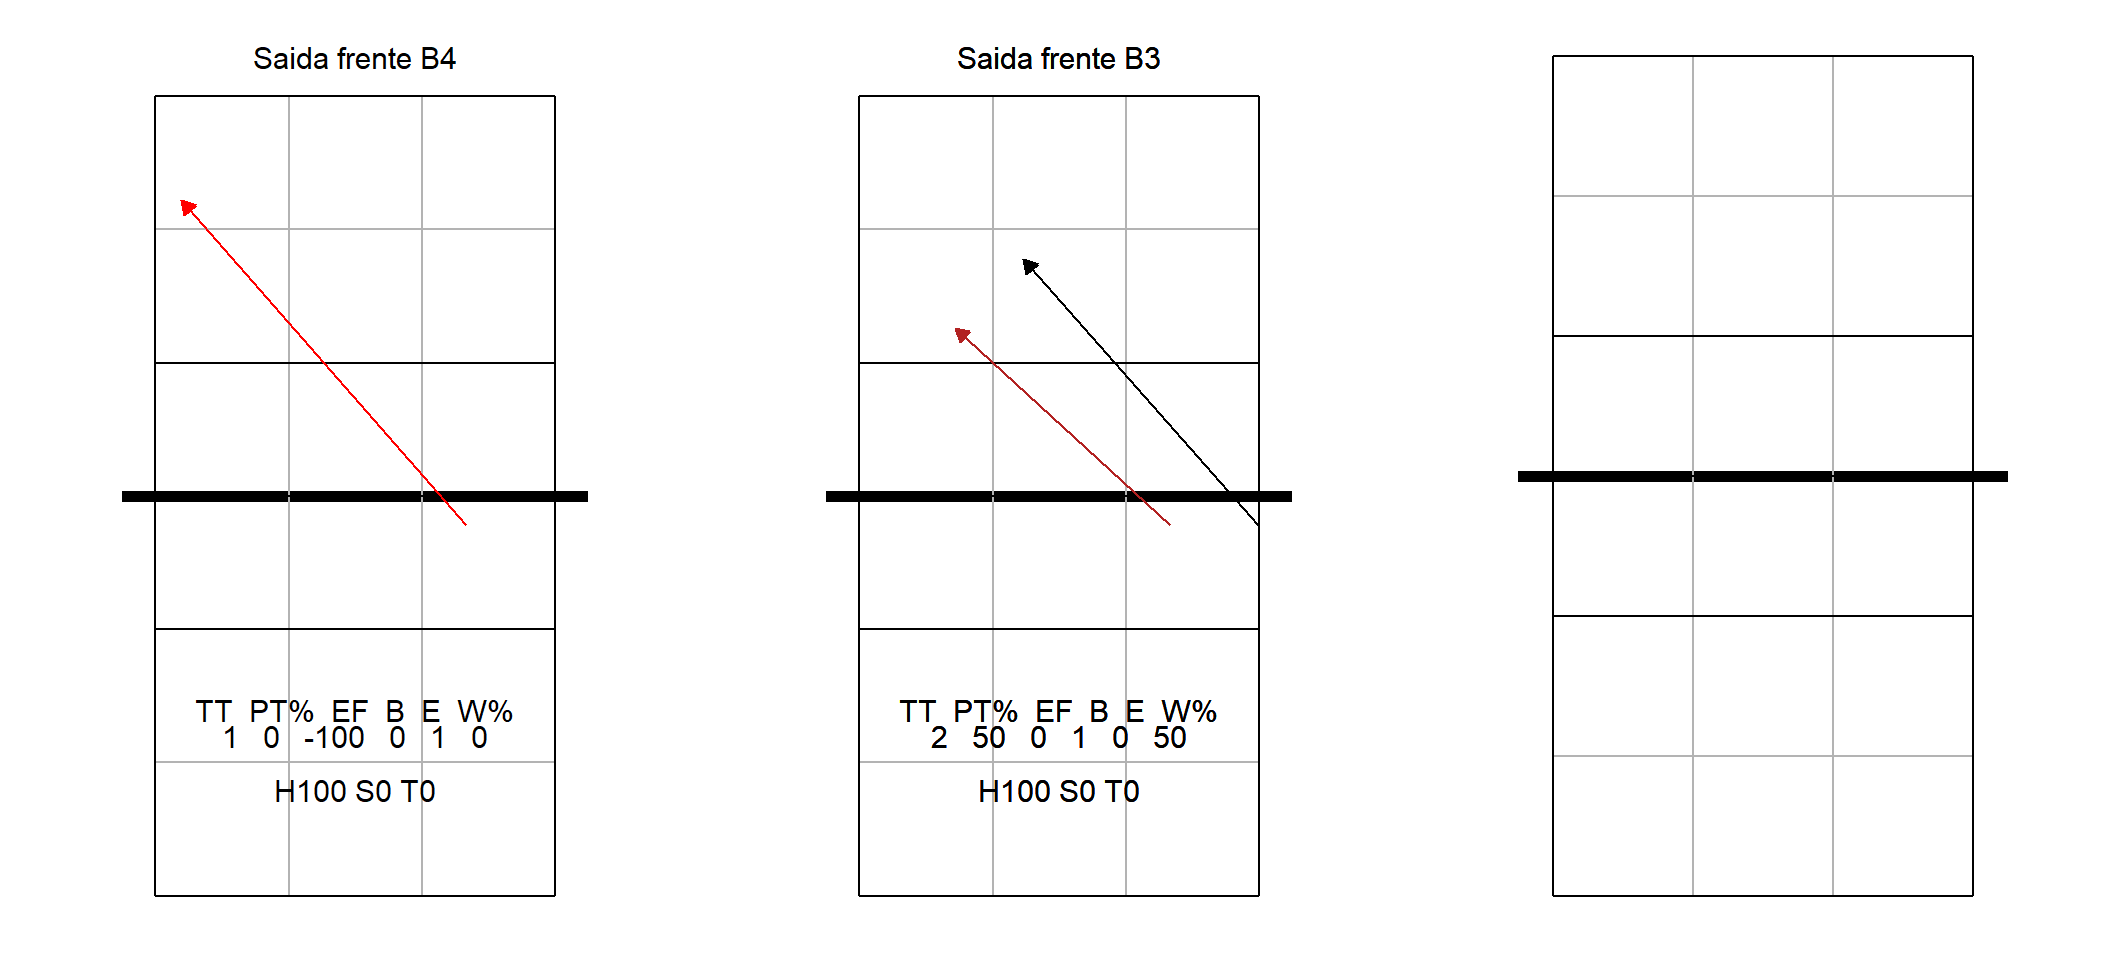 Saida frente B4
TT PT% EF B E W%
1 0 -100 0 1 0
H100 S0 T0
Saida frente B3
TT PT% EF B E W%
2 50 0 1 0 50
H100 S0 T0